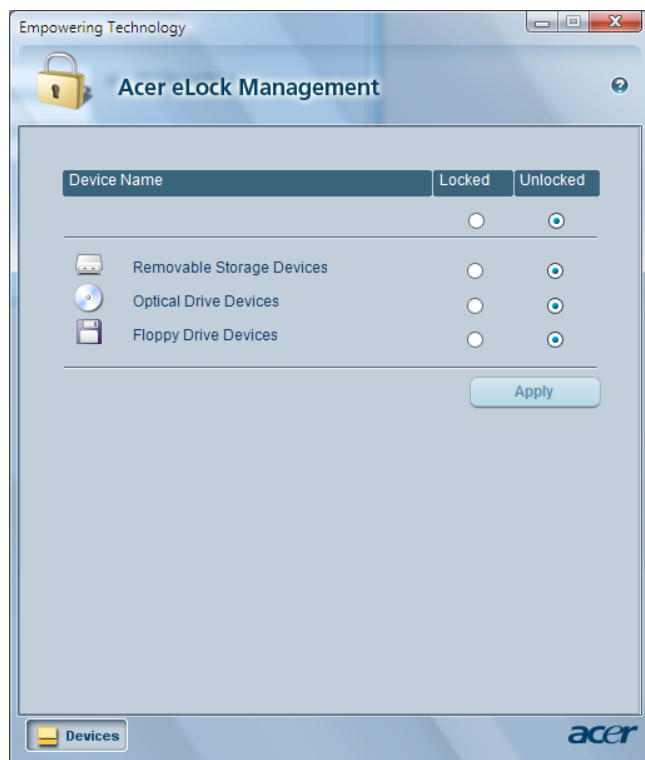 Empowering Technology
Acer eLock Management
Device Name Locked Unlocked
Removable Storage Devices
Optical Drive Devices
Floppy Drive Devices
Apply
Devices
acer